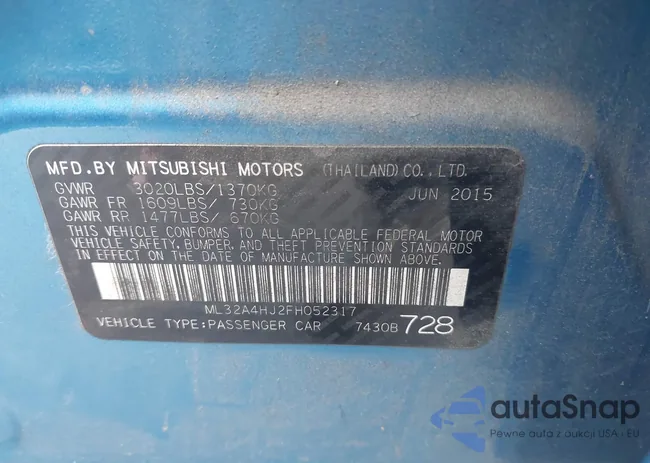 MFD.BY MITSUBISHI MOTORS (THAILAND)CO.,LTD.
GVWR 3020LBS/1370KG JUN 2015
GAWR FR 1609LBS/ 730KG
GAWR RR 1477LBS/ 670KG
THIS VEHICLE CONFORMS TO ALL APPLICABLE FEDERAL MOTOR
VEHICLE SAFETY, BUMPER, AND THEFT PREVENTION STANDARDS
IN EFFECT ON THE DATE OF MANUFACTURE SHOWN ABOVE.
ML32A4HJ2FH052317
VEHICLE TYPE:PASSENGER CAR 7430B 728
autaSnap
Pewne auta z aukcji USA i EU